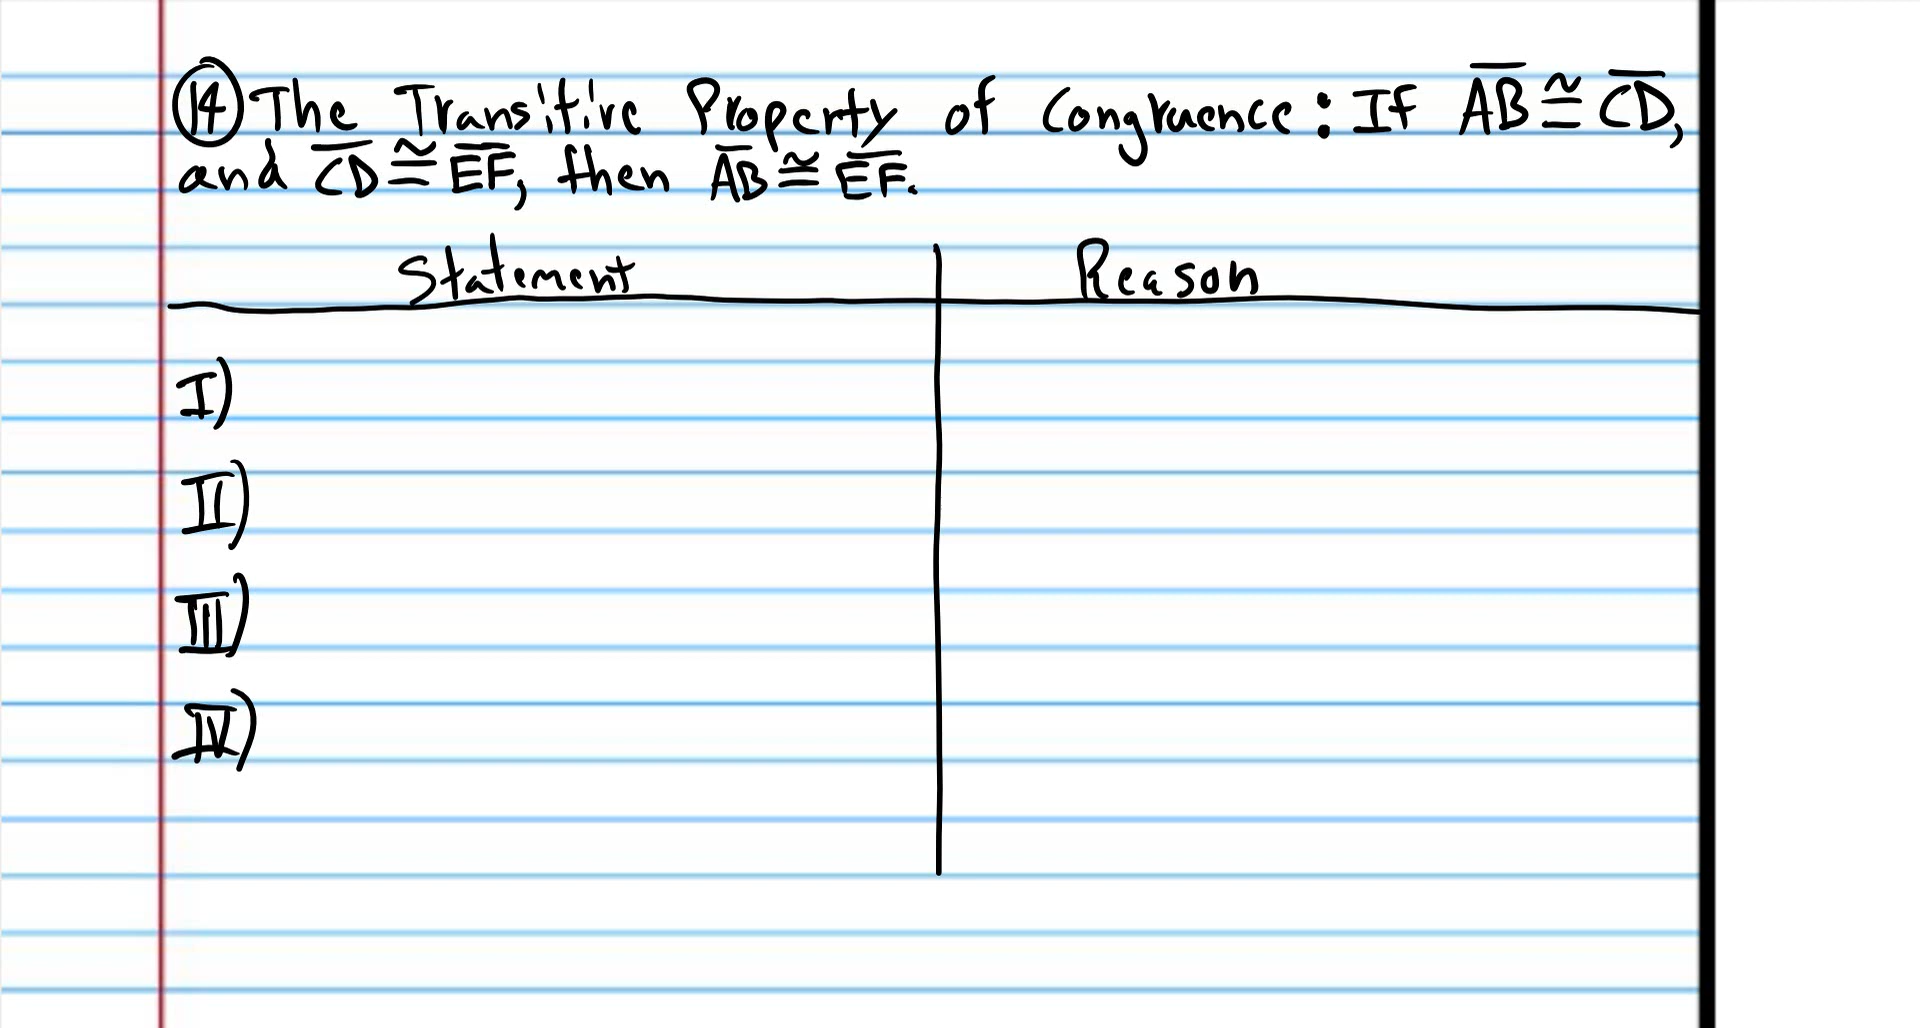 14 The Transitive Property of Congruence: If A̅B̅ ≅ C̅D̅,
and C̅D̅ ≅ E̅F̅, then A̅B̅ ≅ E̅F̅.
Statement Reason
I)
II)
III)
IV)